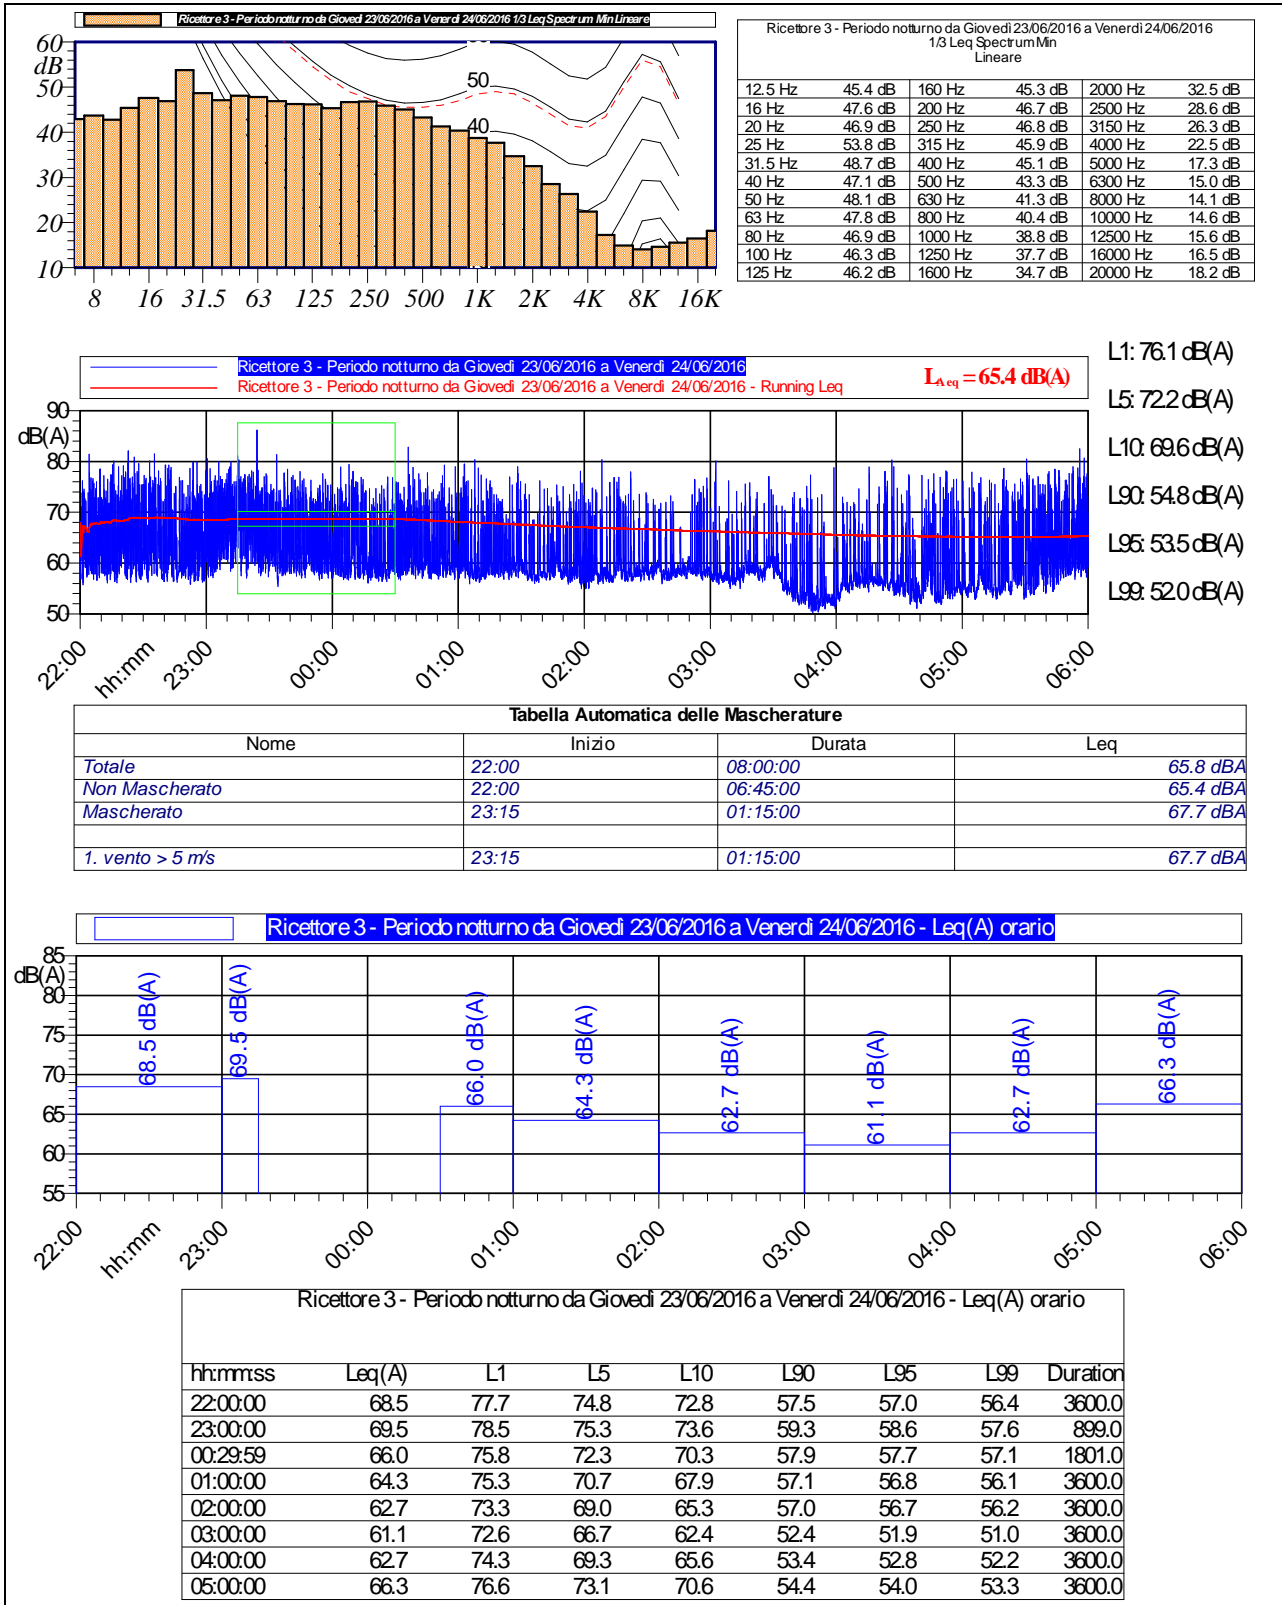 Ricettore 3 - Periodo notturno da Giovedì 23/06/2016 a Venerdì 24/06/2016 1/3 Leq Spectrum Min Lineare
60
dB
50
40
30
20
10
50
40
8 16 31.5 63 125 250 500 1K 2K 4K 8K 16K
Ricettore 3 - Periodo notturno da Giovedì 23/06/2016 a Venerdì 24/06/2016
1/3 Leq Spectrum Min
Lineare
12.5 Hz 45.4 dB 160 Hz 45.3 dB 2000 Hz 32.5 dB
16 Hz 47.6 dB 200 Hz 46.7 dB 2500 Hz 28.6 dB
20 Hz 46.9 dB 250 Hz 46.8 dB 3150 Hz 26.3 dB
25 Hz 53.8 dB 315 Hz 45.9 dB 4000 Hz 22.5 dB
31.5 Hz 48.7 dB 400 Hz 45.1 dB 5000 Hz 17.3 dB
40 Hz 47.1 dB 500 Hz 43.3 dB 6300 Hz 15.0 dB
50 Hz 48.1 dB 630 Hz 41.3 dB 8000 Hz 14.1 dB
63 Hz 47.8 dB 800 Hz 40.4 dB 10000 Hz 14.6 dB
80 Hz 46.9 dB 1000 Hz 38.8 dB 12500 Hz 15.6 dB
100 Hz 46.3 dB 1250 Hz 37.7 dB 16000 Hz 16.5 dB
125 Hz 46.2 dB 1600 Hz 34.7 dB 20000 Hz 18.2 dB
Ricettore 3 - Periodo notturno da Giovedì 23/06/2016 a Venerdì 24/06/2016
Ricettore 3 - Periodo notturno da Giovedì 23/06/2016 a Venerdì 24/06/2016 - Running Leq
LA eq = 65.4 dB(A)
90
dB(A)
80
70
60
50
22:00 hh:mm 23:00 00:00 01:00 02:00 03:00 04:00 05:00 06:00
L1: 76.1 dB(A)
L5: 72.2 dB(A)
L10: 69.6 dB(A)
L90: 54.8 dB(A)
L95: 53.5 dB(A)
L99: 52.0 dB(A)
Tabella Automatica delle Mascherature
Nome Inizio Durata Leq
Totale 22:00 08:00:00 65.8 dBA
Non Mascherato 22:00 06:45:00 65.4 dBA
Mascherato 23:15 01:15:00 67.7 dBA
1. vento > 5 m/s 23:15 01:15:00 67.7 dBA
Ricettore 3 - Periodo notturno da Giovedì 23/06/2016 a Venerdì 24/06/2016 - Leq(A) orario
85
dB(A)
80
75
70
65
60
55
68.5 dB(A)
69.5 dB(A)
66.0 dB(A)
64.3 dB(A)
62.7 dB(A)
61.1 dB(A)
62.7 dB(A)
66.3 dB(A)
22:00 hh:mm 23:00 00:00 01:00 02:00 03:00 04:00 05:00 06:00
Ricettore 3 - Periodo notturno da Giovedì 23/06/2016 a Venerdì 24/06/2016 - Leq(A) orario
hh:mm:ss Leq(A) L1 L5 L10 L90 L95 L99 Duration
22:00:00 68.5 77.7 74.8 72.8 57.5 57.0 56.4 3600.0
23:00:00 69.5 78.5 75.3 73.6 59.3 58.6 57.6 899.0
00:29:59 66.0 75.8 72.3 70.3 57.9 57.7 57.1 1801.0
01:00:00 64.3 75.3 70.7 67.9 57.1 56.8 56.1 3600.0
02:00:00 62.7 73.3 69.0 65.3 57.0 56.7 56.2 3600.0
03:00:00 61.1 72.6 66.7 62.4 52.4 51.9 51.0 3600.0
04:00:00 62.7 74.3 69.3 65.6 53.4 52.8 52.2 3600.0
05:00:00 66.3 76.6 73.1 70.6 54.4 54.0 53.3 3600.0